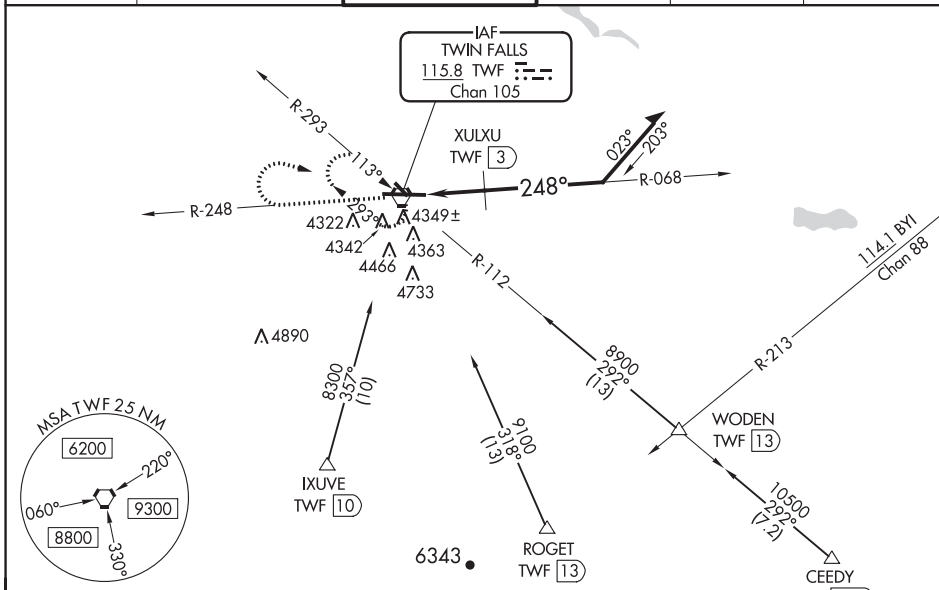 IAF
TWIN FALLS
115.8 TWF
Chan 105
R-293
113°
XULXU
TWF 3
023°
203°
248°
R-068
R-248
293°
4322
4349±
4342
4363
4466
4733
R-112
114.1 BYI
Chan 88
R-213
4890
8300
357°
(10)
8900
292°
(13)
9100
318°
(13)
WODEN
TWF 13
MSA TWF 25 NM
6200
220°
060°
9300
8800
330°
IXUVE
TWF 10
10500
292°
(7.2)
6343
ROGET
TWF 13
CEEDY